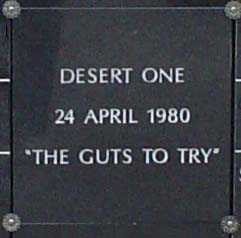 DESERT ONE
24 APRIL 1980
"THE GUTS TO TRY"